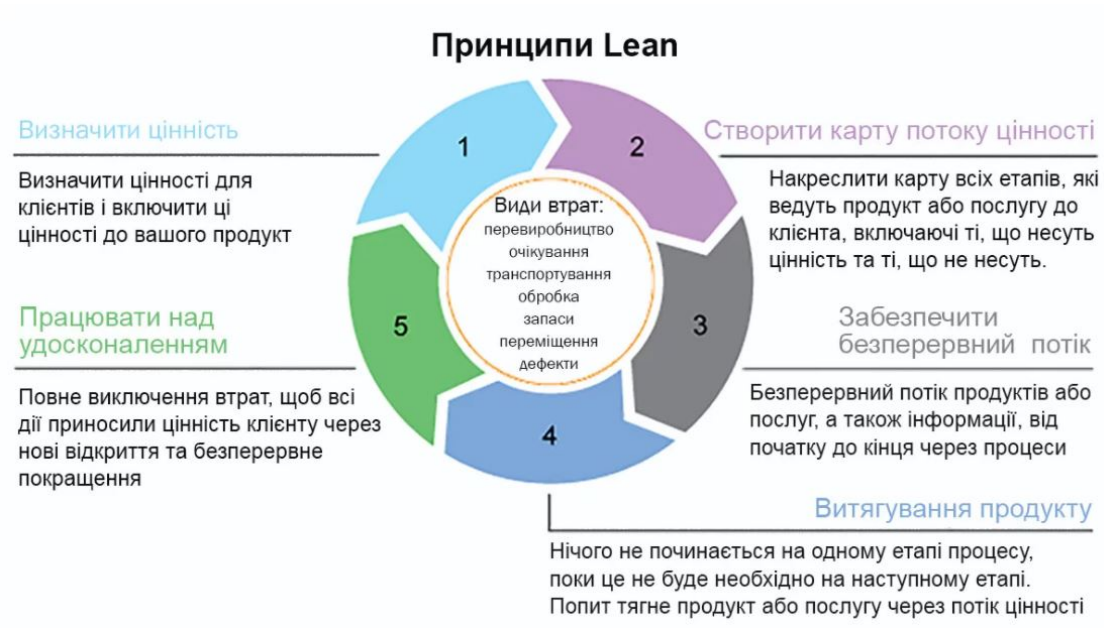 Принципи Lean
1
Визначити цінність
Визначити цінності для
клієнтів і включити ці
цінності до вашого продукт
2
Створити карту потоку цінності
Накреслити карту всіх етапів, які
ведуть продукт або послугу до
клієнта, включаючі ті, що несуть
цінність та ті, що не несуть.
3
Забезпечити
безперервний потік
Безперервний потік продуктів або
послуг, а також інформації, від
початку до кінця через процеси
4
Витягування продукту
Нічого не починається на одному етапі процесу,
поки це не буде необхідно на наступному етапі.
Попит тягне продукт або послугу через потік цінності
5
Працювати над
удосконаленням
Повне виключення втрат, щоб всі
дії приносили цінність клієнту через
нові відкриття та безперервне
покращення
Види втрат:
перевиробництво
очікування
транспортування
обробка
запаси
переміщення
дефекти